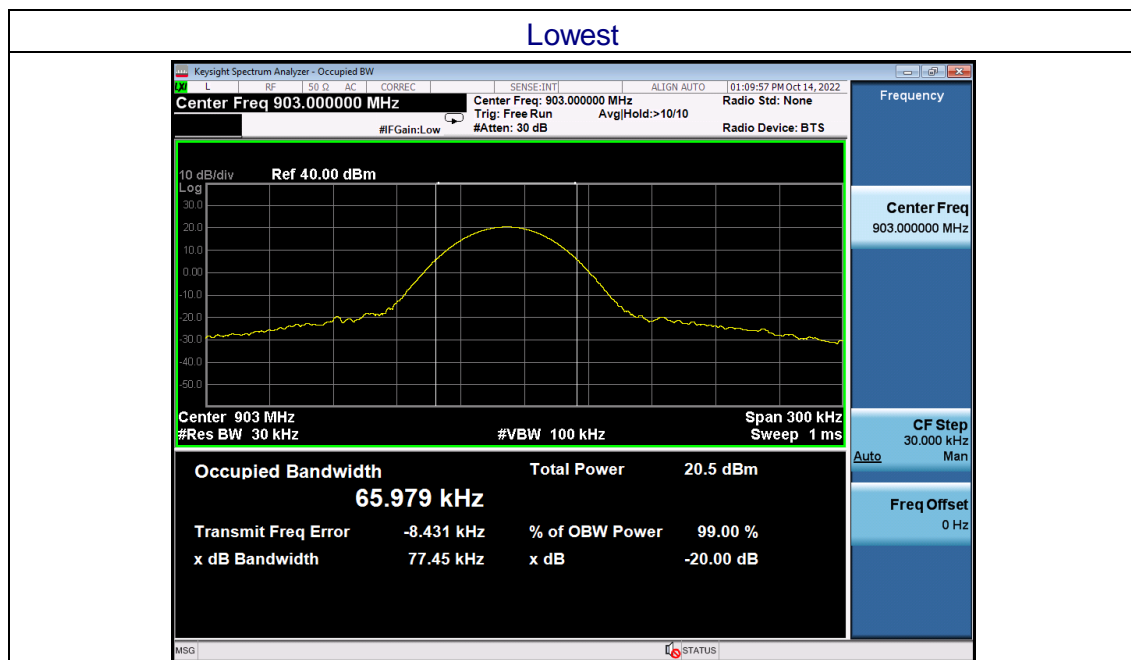 Lowest
Keysight Spectrum Analyzer - Occupied BW
L RF 50 Ω AC CORREC SENSE:INT ALIGN AUTO 01:09:57 PM Oct 14, 2022
Center Freq 903.000000 MHz Center Freq: 903.000000 MHz Radio Std: None
Trig: Free Run Avg|Hold:>10/10
#IFGain:Low #Atten: 30 dB Radio Device: BTS
Frequency
10 dB/div Ref 40.00 dBm
Log
30.0
20.0
10.0
0.00
-10.0
-20.0
-30.0
-40.0
-50.0
Center 903 MHz Span 300 kHz
#Res BW 30 kHz #VBW 100 kHz Sweep 1 ms
Center Freq
903.000000 MHz
CF Step
30.000 kHz
Auto Man
Freq Offset
0 Hz
Occupied Bandwidth Total Power 20.5 dBm
65.979 kHz
Transmit Freq Error -8.431 kHz % of OBW Power 99.00 %
x dB Bandwidth 77.45 kHz x dB -20.00 dB
MSG STATUS